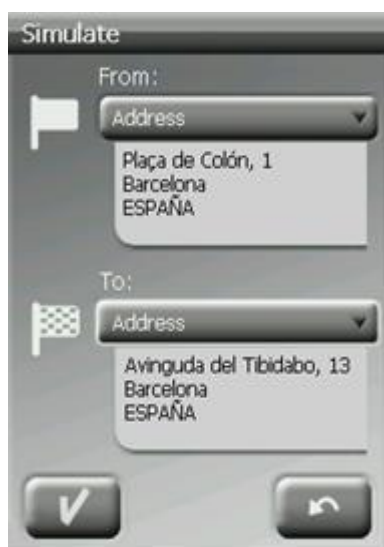 Simulate
From:
Address
Plaça de Colón, 1
Barcelona
ESPAÑA
To:
Address
Avinguda del Tibidabo, 13
Barcelona
ESPAÑA